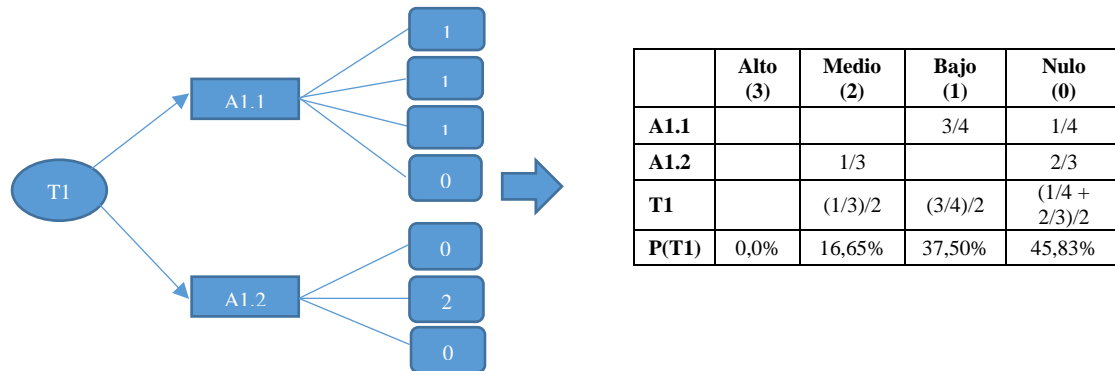 T1
A1.1
A1.2
1
1
1
0
0
2
0
Alto Medio Bajo Nulo
(3) (2) (1) (0)
A1.1 3/4 1/4
A1.2 1/3 2/3
T1 (1/3)/2 (3/4)/2 (1/4 +
2/3)/2
P(T1) 0,0% 16,65% 37,50% 45,83%